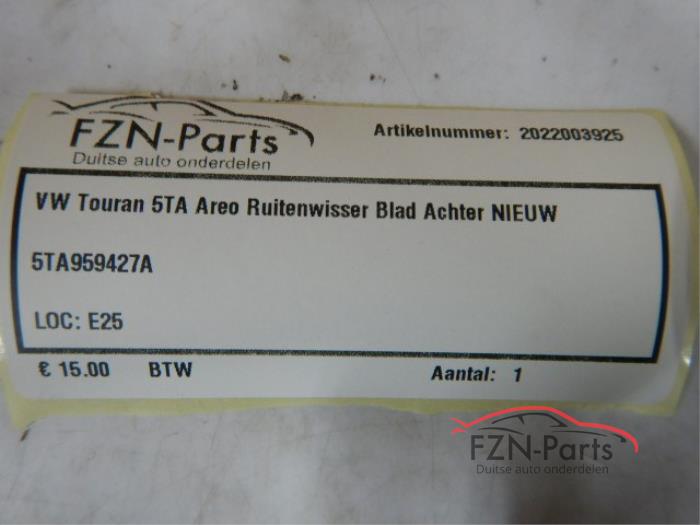 FZN-Parts
Duitse auto onderdelen
Artikelnummer: 2022003925
VW Touran 5TA Areo Ruitenwisser Blad Achter NIEUW
5TA959427A
LOC: E25
€ 15.00 BTW Aantal: 1
FZN-Parts
Duitse auto onderdelen